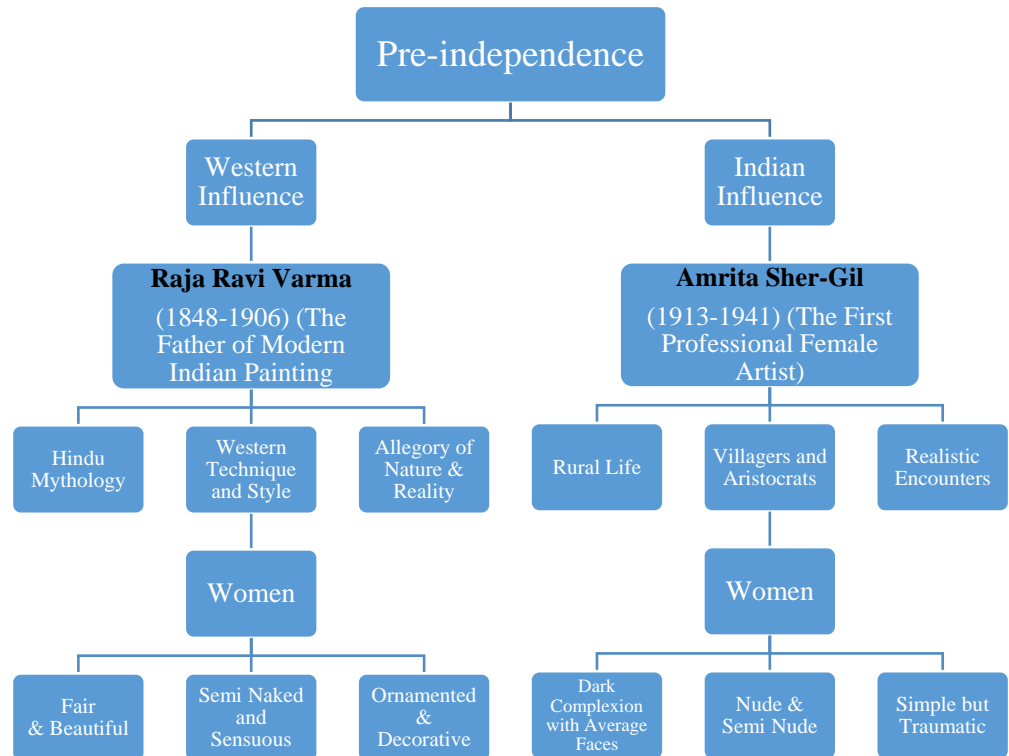 Pre-independence
Western
Influence
Indian
Influence
Raja Ravi Varma
(1848-1906) (The
Father of Modern
Indian Painting
Amrita Sher-Gil
(1913-1941) (The First
Professional Female
Artist)
Hindu
Mythology
Western
Technique
and Style
Allegory of
Nature &
Reality
Rural Life
Villagers and
Aristocrats
Realistic
Encounters
Women
Women
Fair
& Beautiful
Semi Naked
and
Sensuous
Ornamented
&
Decorative
Dark
Complexion
with Average
Faces
Nude &
Semi Nude
Simple but
Traumatic